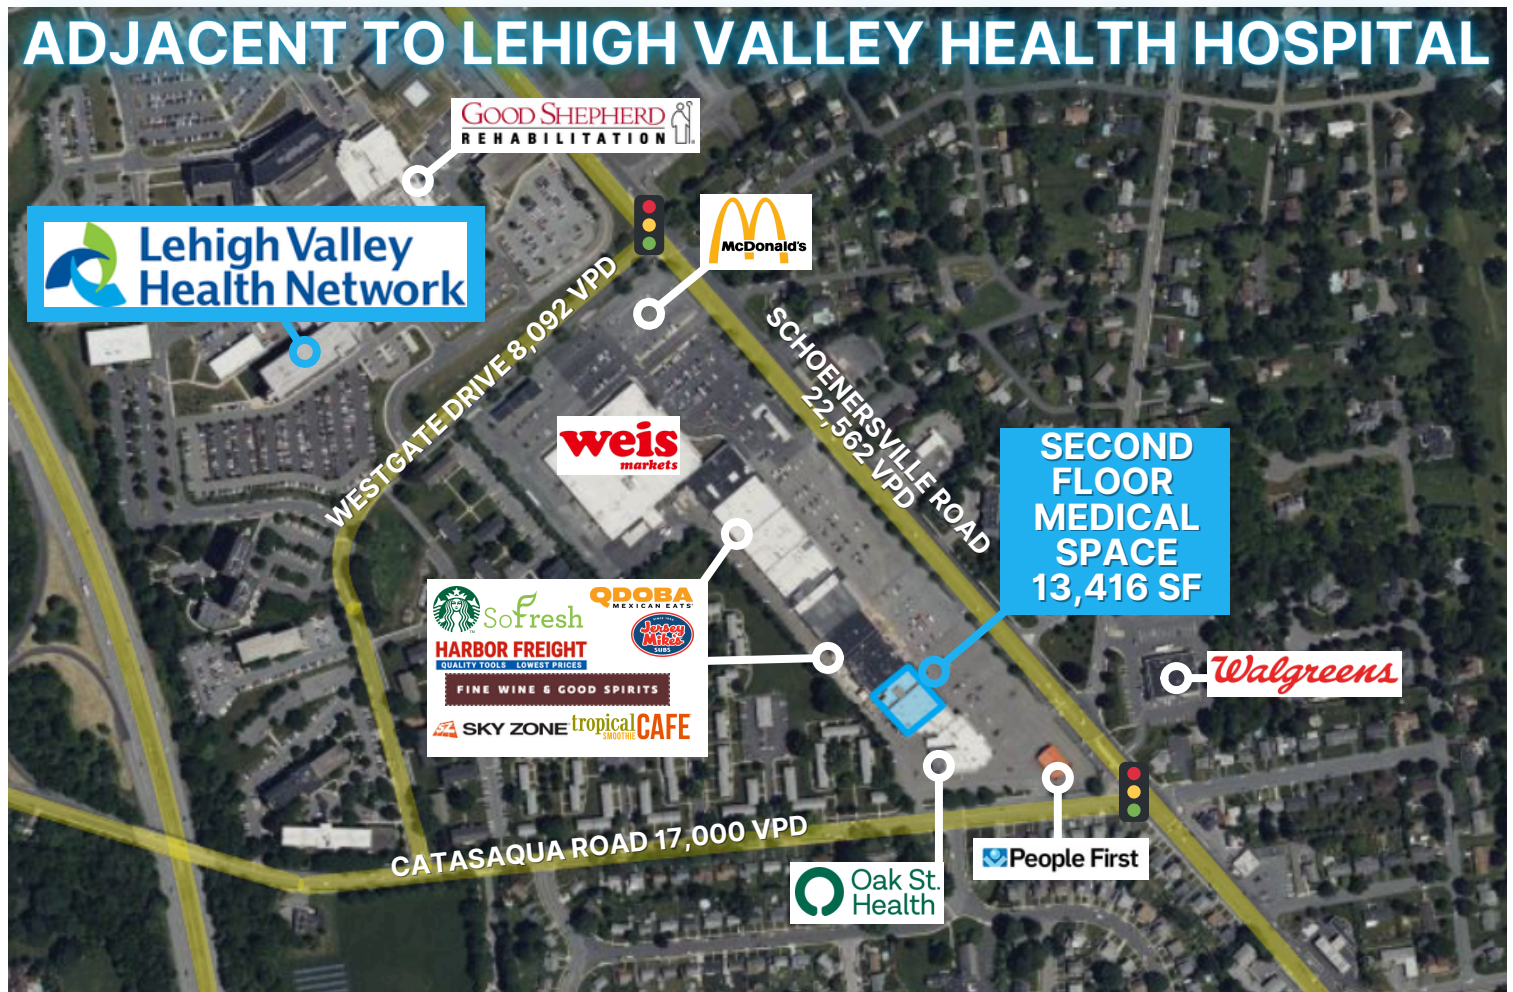 ADJACENT TO LEHIGH VALLEY HEALTH HOSPITAL
GOOD SHEPHERD
REHABILITATION
McDonald's
Lehigh Valley
Health Network
WESTGATE DRIVE 8,092 VPD
SCHOENERSVILLE ROAD
22,562 VPD
weis
markets
SECOND
FLOOR
MEDICAL
SPACE
13,416 SF
SoFresh
QDOBA
MEXICAN EATS
Jersey
Mike's
SUBS
HARBOR FREIGHT
QUALITY TOOLS LOWEST PRICES
FINE WINE & GOOD SPIRITS
SKY ZONE
tropical
SMOOTHIE
CAFE
Walgreens
CATASAQUA ROAD 17,000 VPD
People First
Oak St.
Health